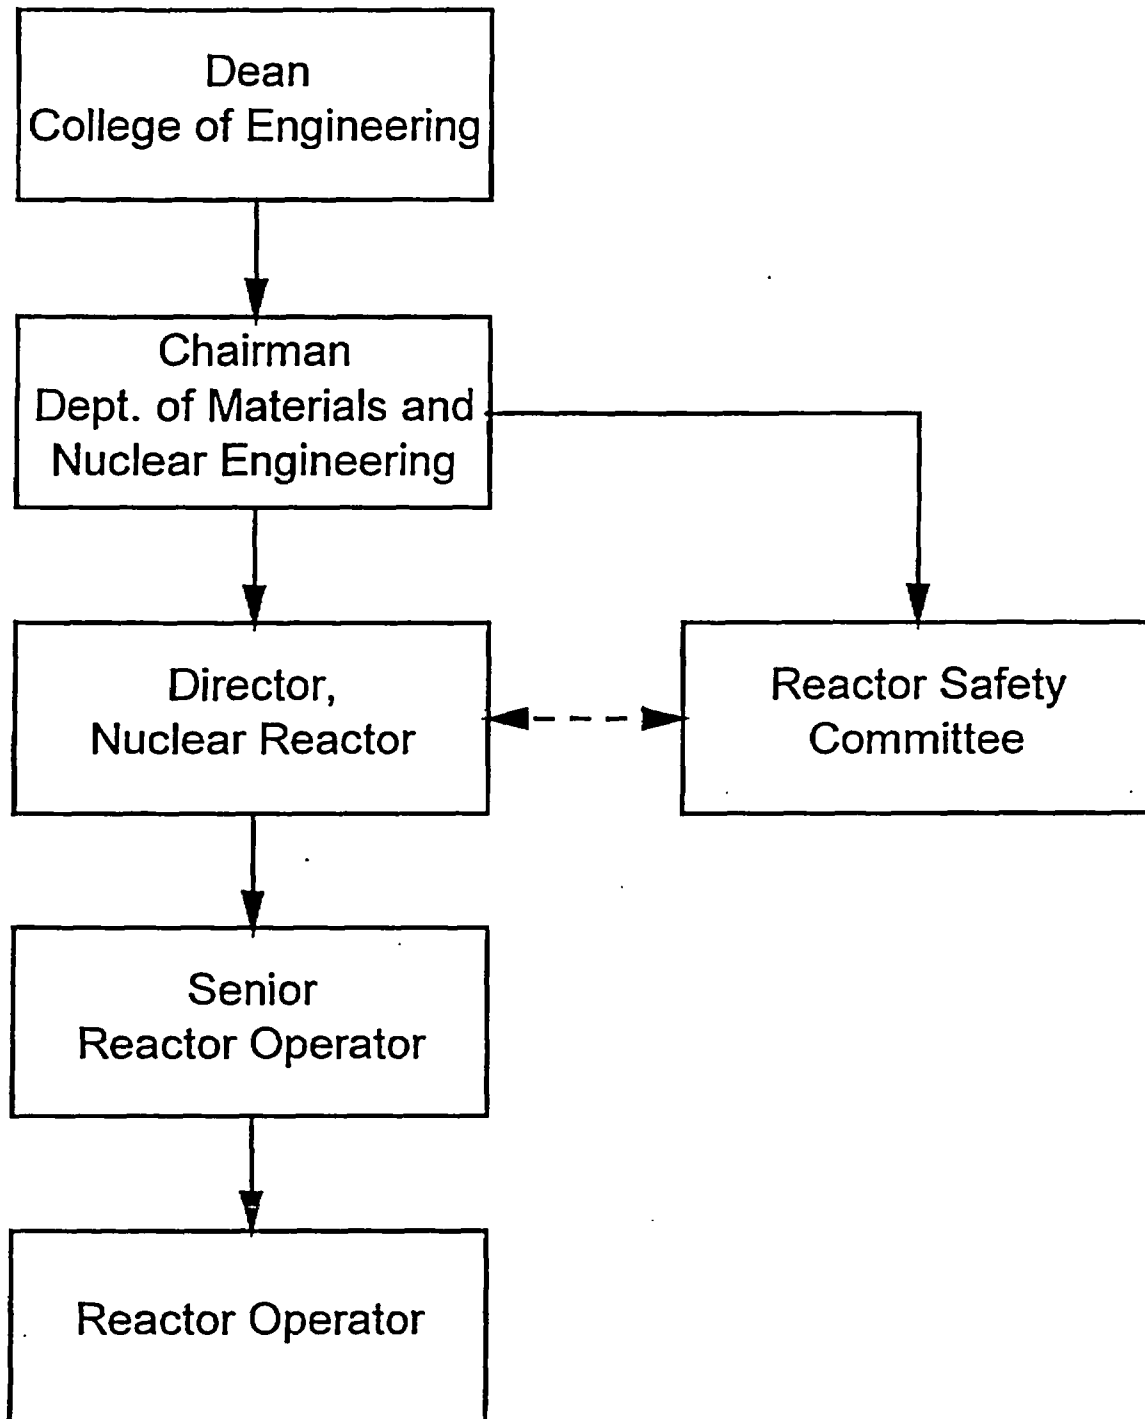 Dean
College of Engineering
Chairman
Dept. of Materials and
Nuclear Engineering
Director,
Nuclear Reactor
Reactor Safety
Committee
Senior
Reactor Operator
Reactor Operator